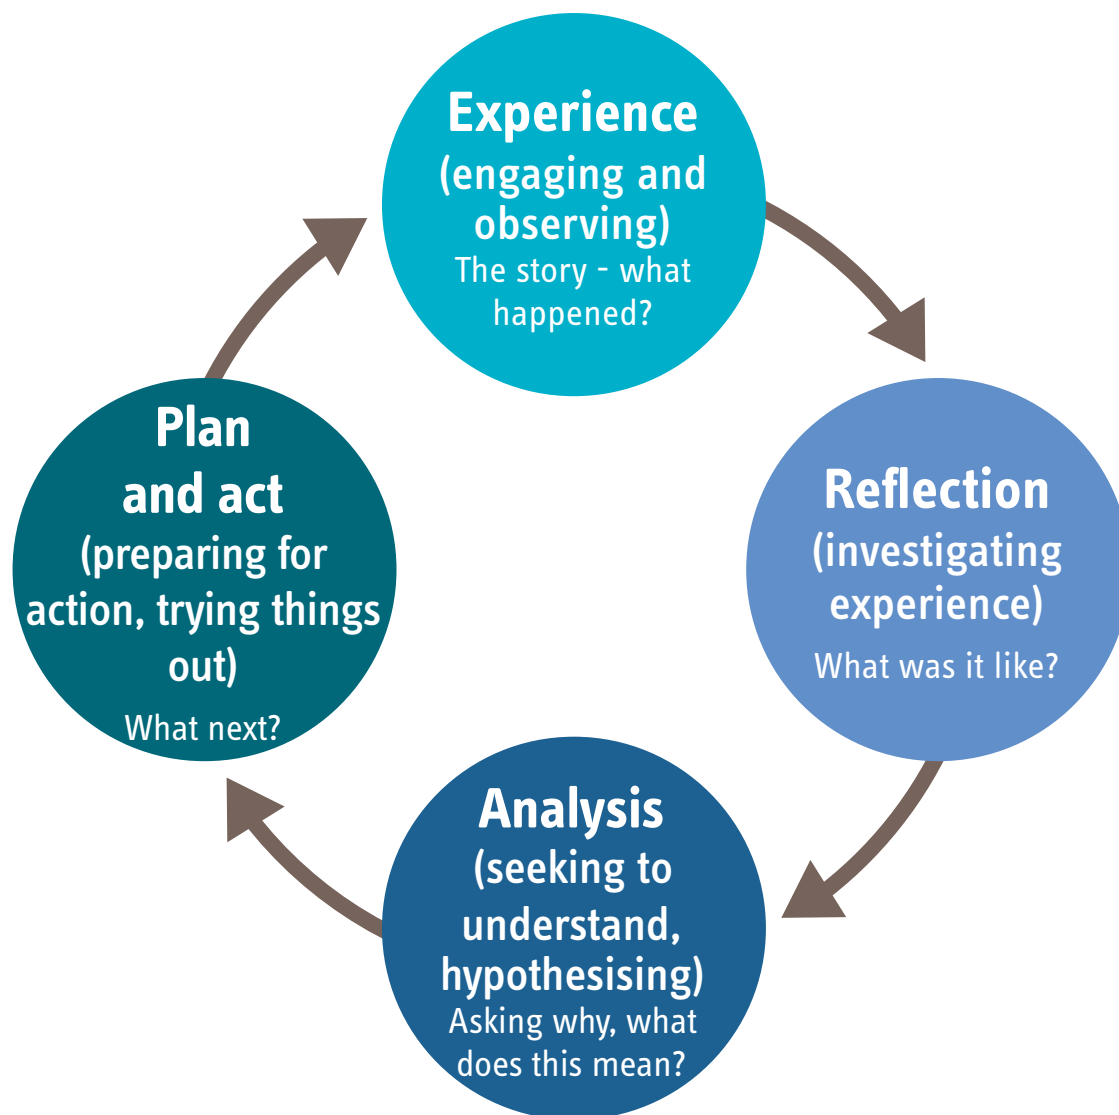 Experience
(engaging and
observing)
The story - what
happened?
Reflection
(investigating
experience)
What was it like?
Analysis
(seeking to
understand,
hypothesising)
Asking why, what
does this mean?
Plan
and act
(preparing for
action, trying things
out)
What next?